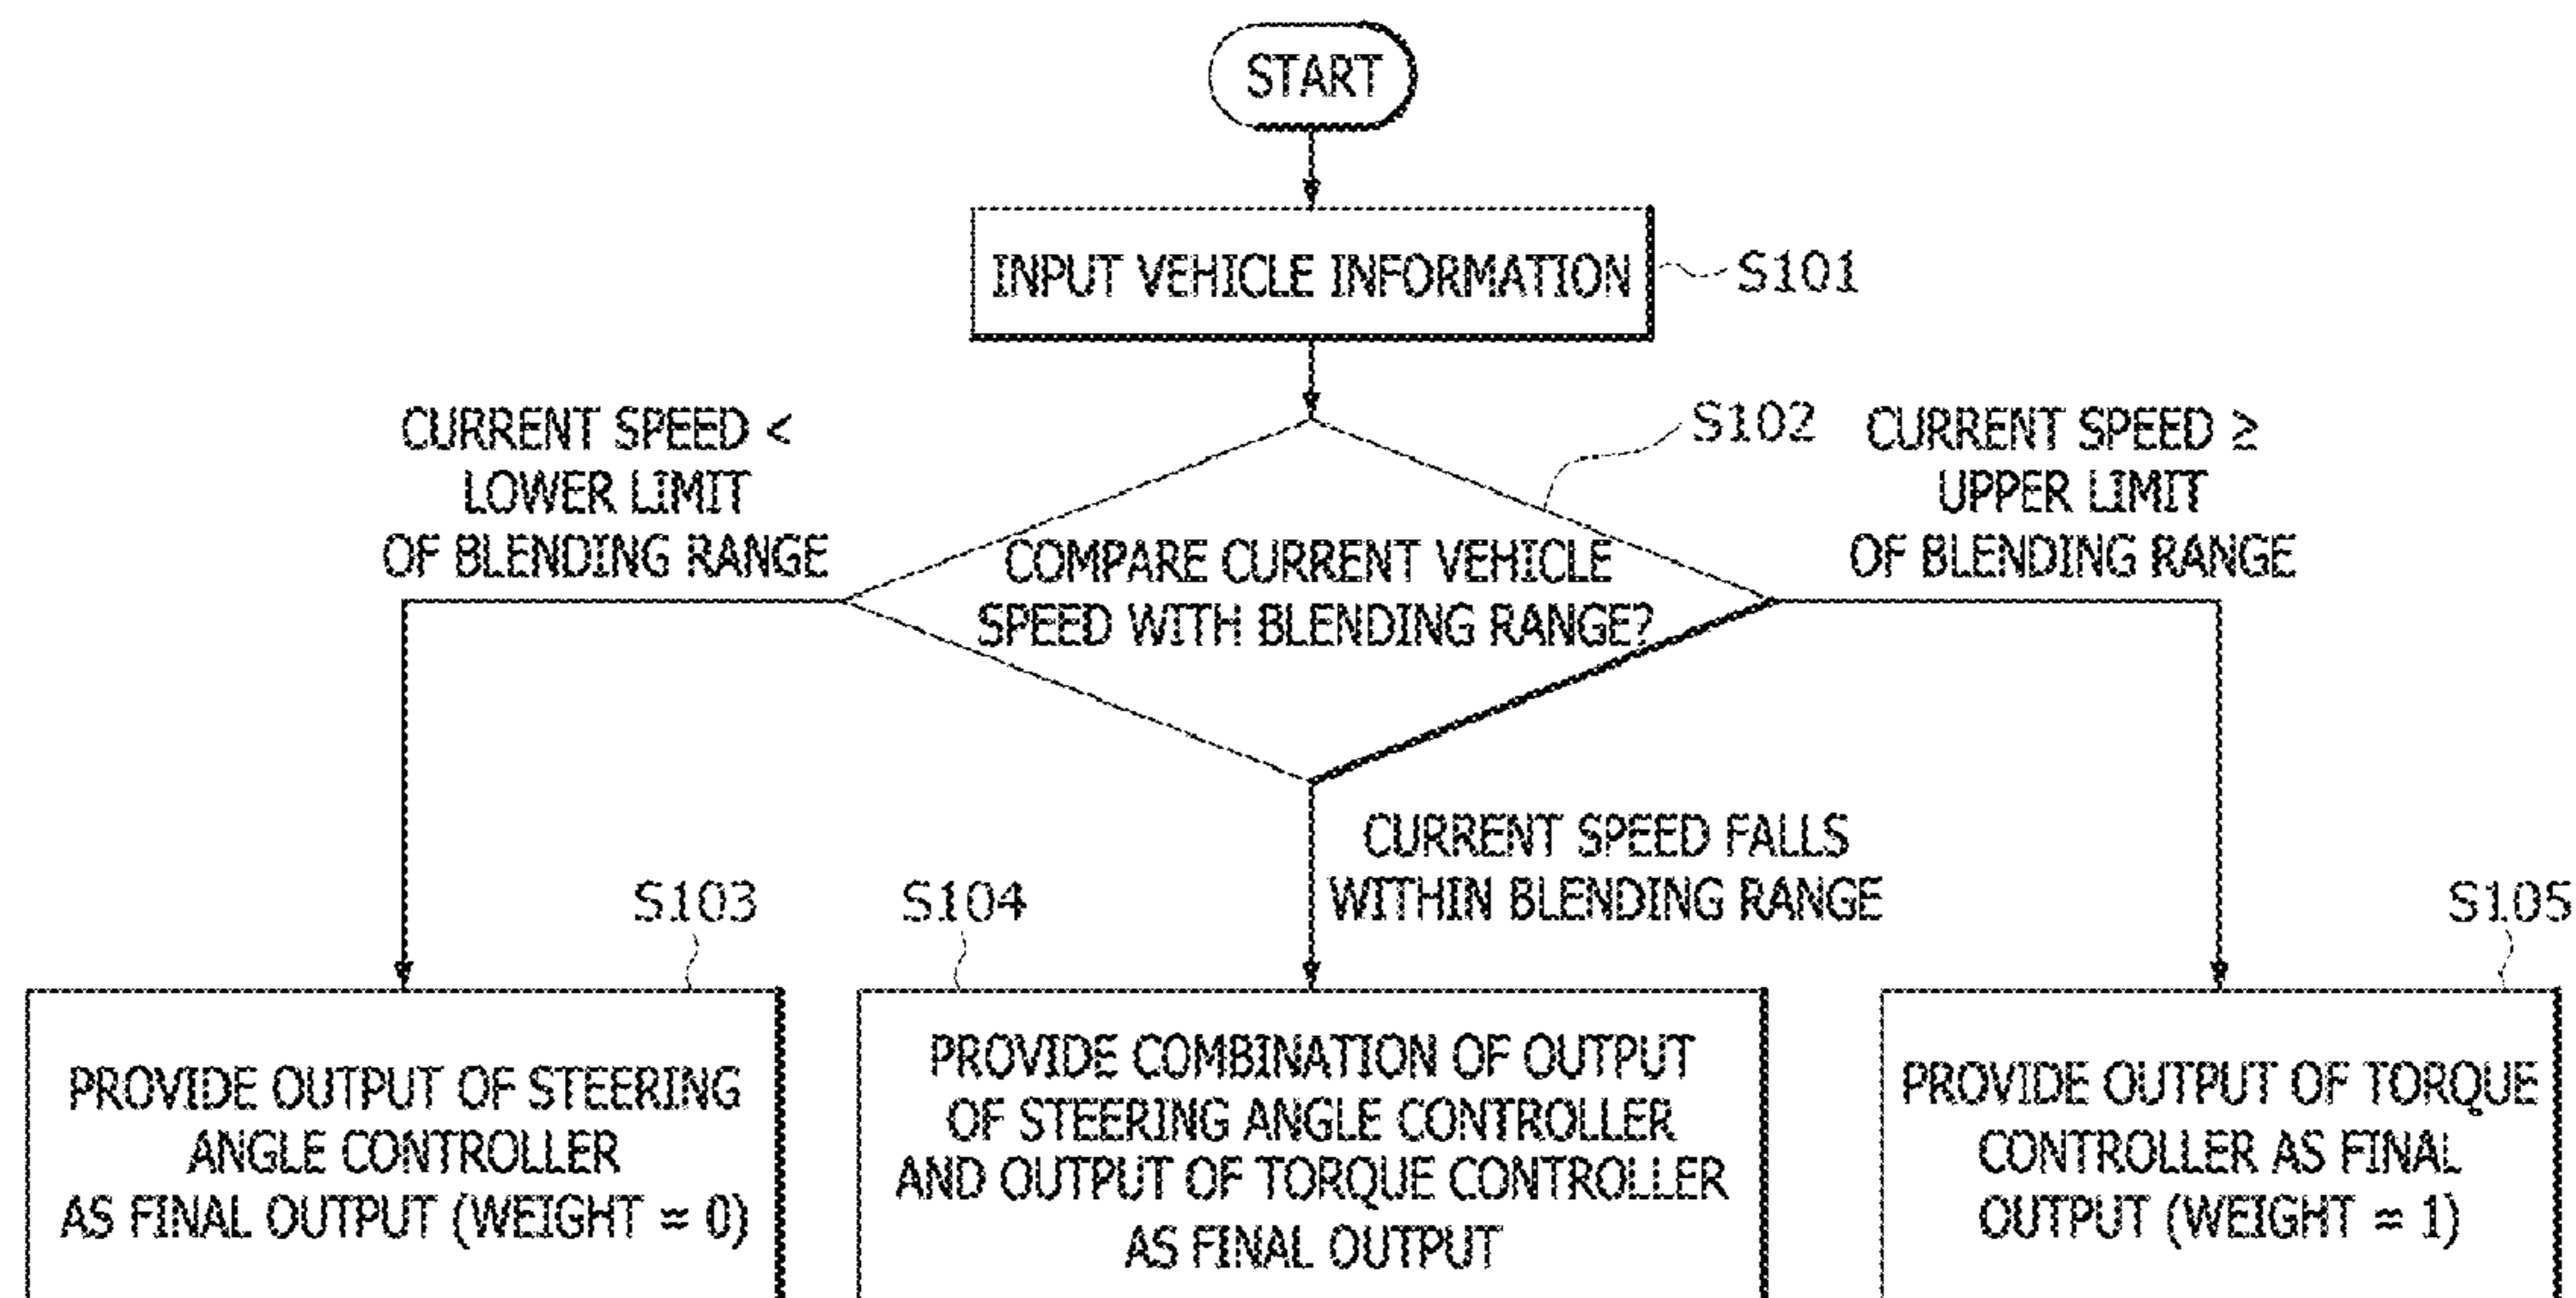 START
INPUT VEHICLE INFORMATION
S101
CURRENT SPEED <
LOWER LIMIT
OF BLENDING RANGE
S102
CURRENT SPEED ≥
UPPER LIMIT
OF BLENDING RANGE
COMPARE CURRENT VEHICLE
SPEED WITH BLENDING RANGE?
CURRENT SPEED FALLS
WITHIN BLENDING RANGE
S103
PROVIDE OUTPUT OF STEERING
ANGLE CONTROLLER
AS FINAL OUTPUT (WEIGHT = 0)
S104
PROVIDE COMBINATION OF OUTPUT
OF STEERING ANGLE CONTROLLER
AND OUTPUT OF TORQUE CONTROLLER
AS FINAL OUTPUT
S105
PROVIDE OUTPUT OF TORQUE
CONTROLLER AS FINAL
OUTPUT (WEIGHT = 1)